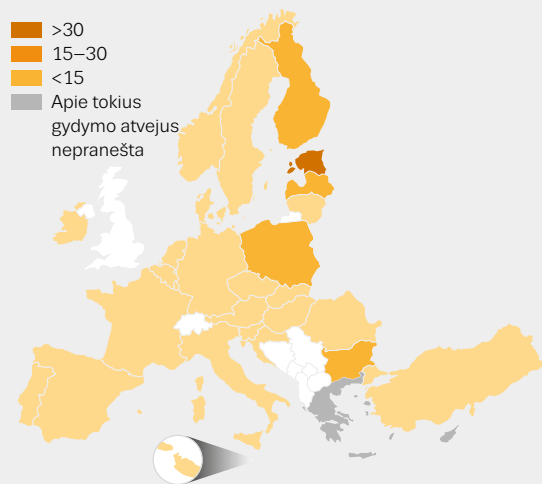 >30
15–30
<15
Apie tokius
gydymo atvejus
nepranešta